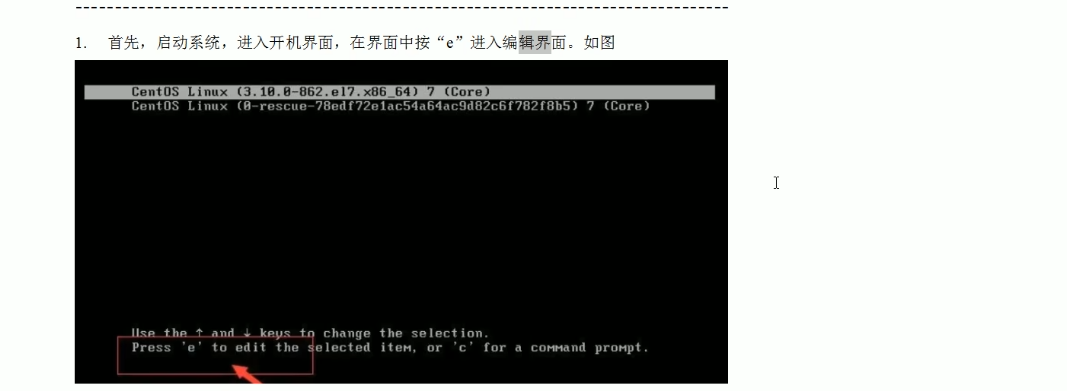 1. 首先，启动系统，进入开机界面，在界面中按“e”进入编辑界面。如图
CentOS Linux (3.10.0-862.el7.x86_64) 7 (Core)
CentOS Linux (0-rescue-78edf72e1ac54a64ac9d82c6f782f8b5) 7 (Core)
Use the ↑ and ↓ keys to change the selection.
Press 'e' to edit the selected item, or 'c' for a command prompt.